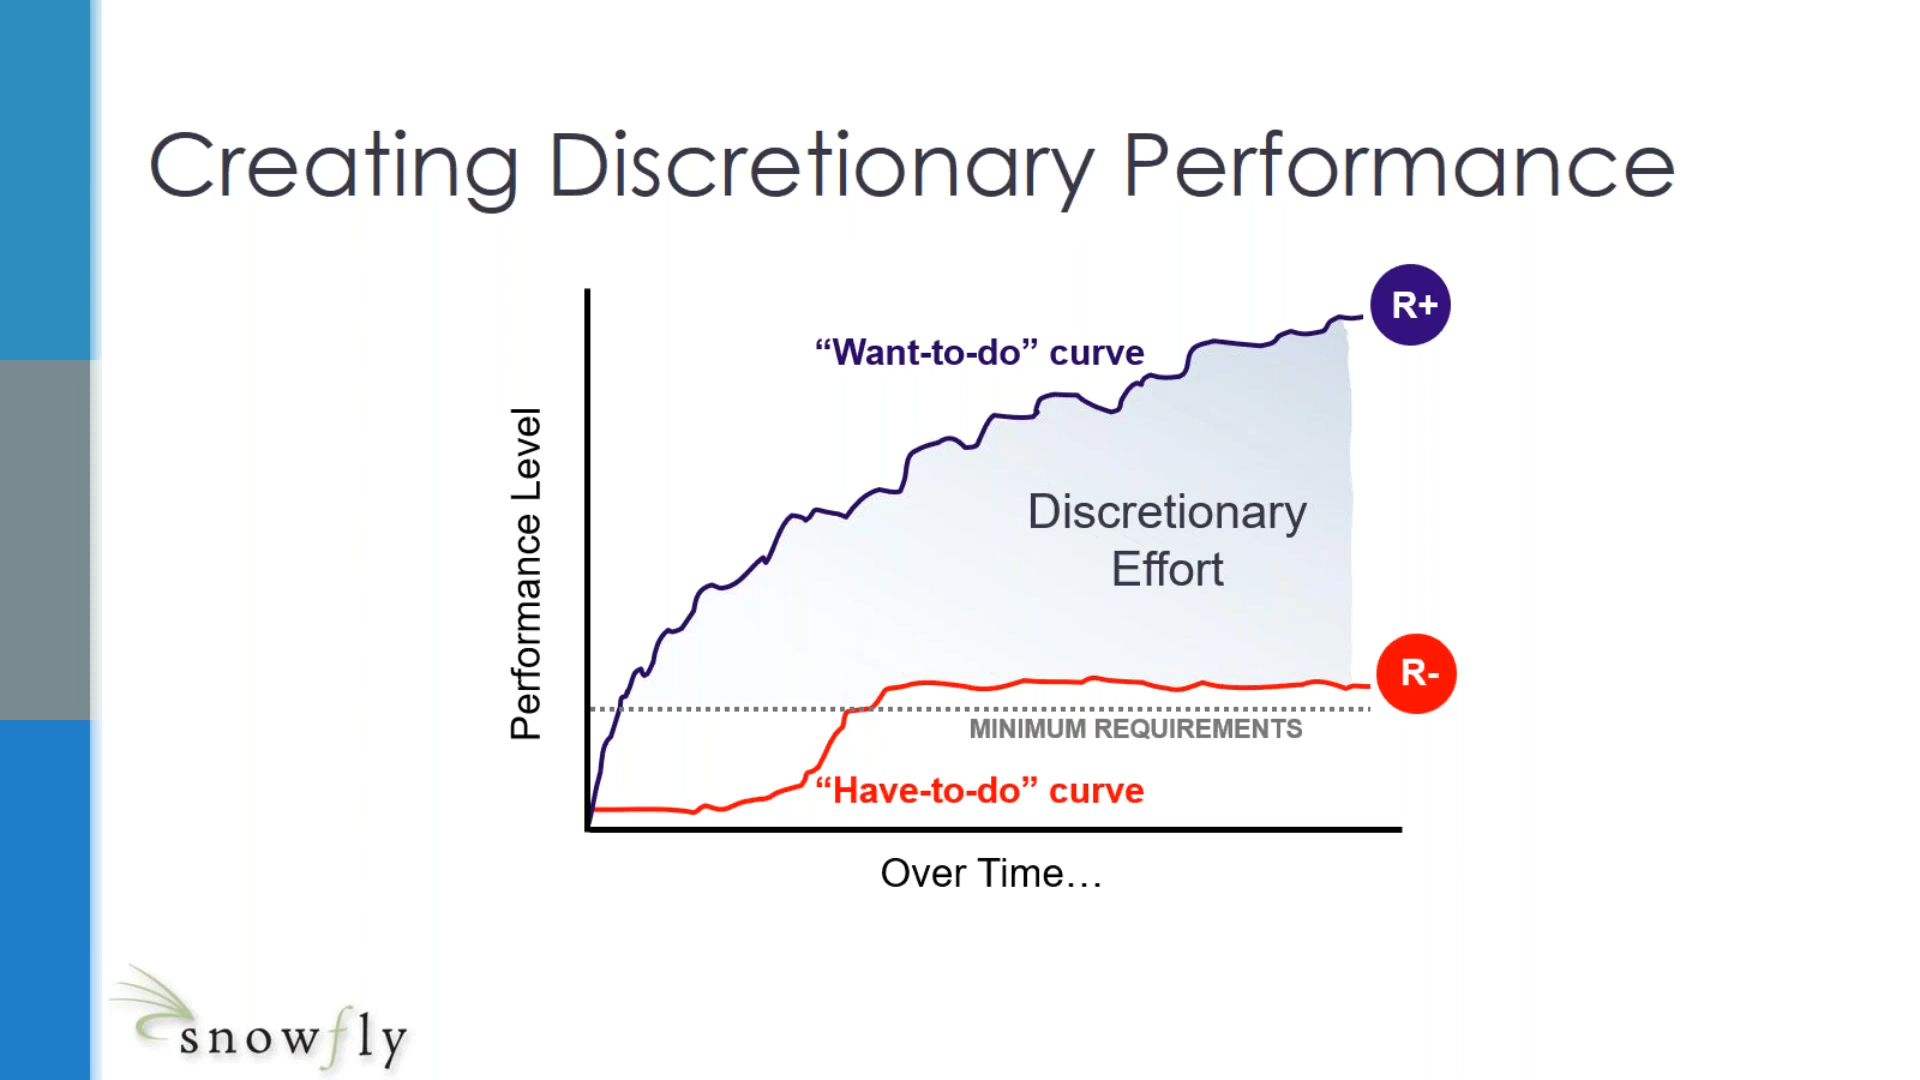 Creating Discretionary Performance
R+
“Want-to-do” curve
Performance Level
Discretionary
Effort
R-
MINIMUM REQUIREMENTS
“Have-to-do” curve
Over Time…
snowfly